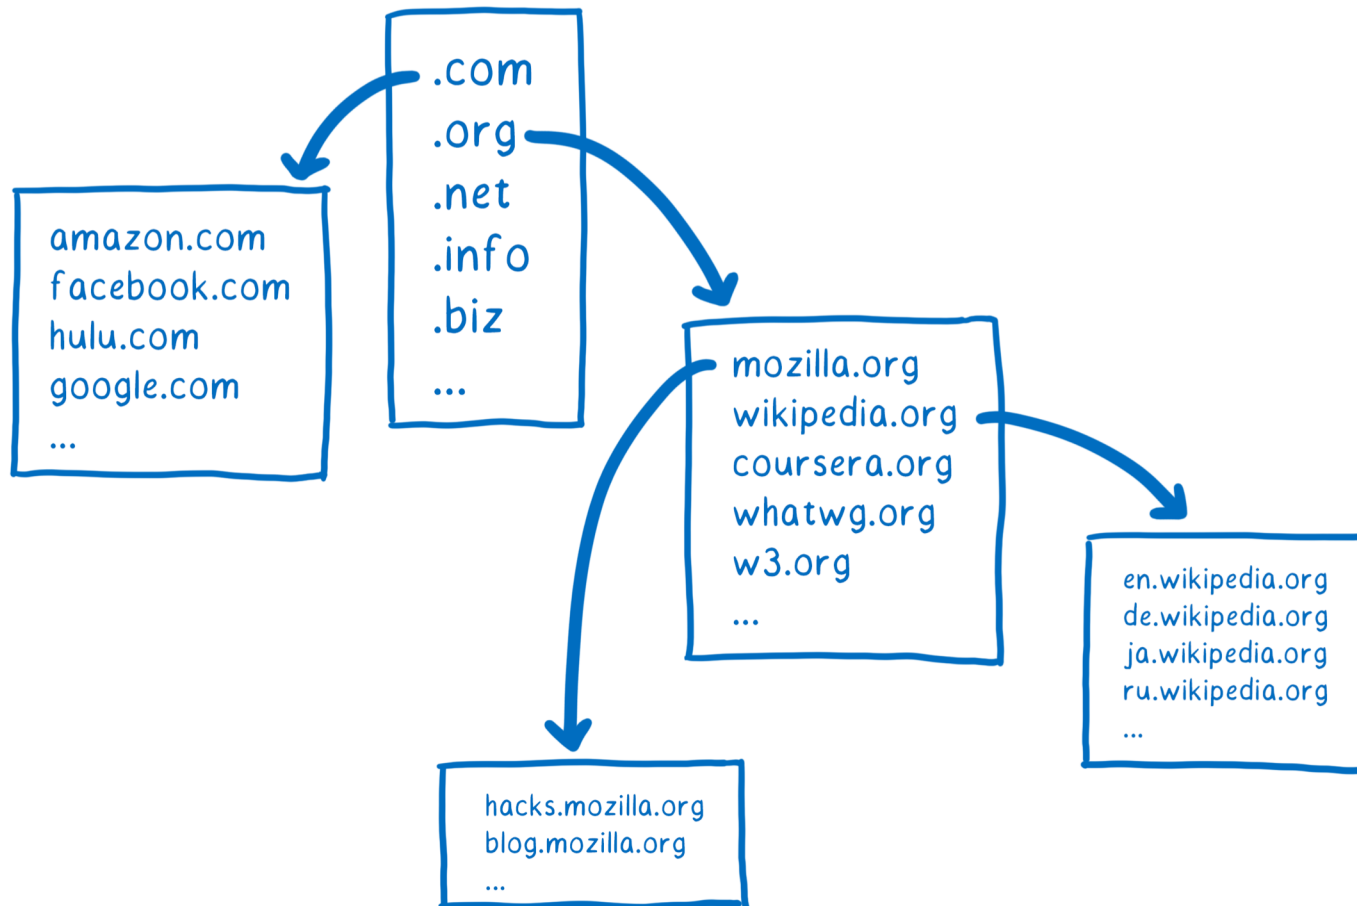 .com
.org
.net
.info
.biz
...
amazon.com
facebook.com
hulu.com
google.com
...
mozilla.org
wikipedia.org
coursera.org
whatwg.org
w3.org
...
en.wikipedia.org
de.wikipedia.org
ja.wikipedia.org
ru.wikipedia.org
...
hacks.mozilla.org
blog.mozilla.org
...